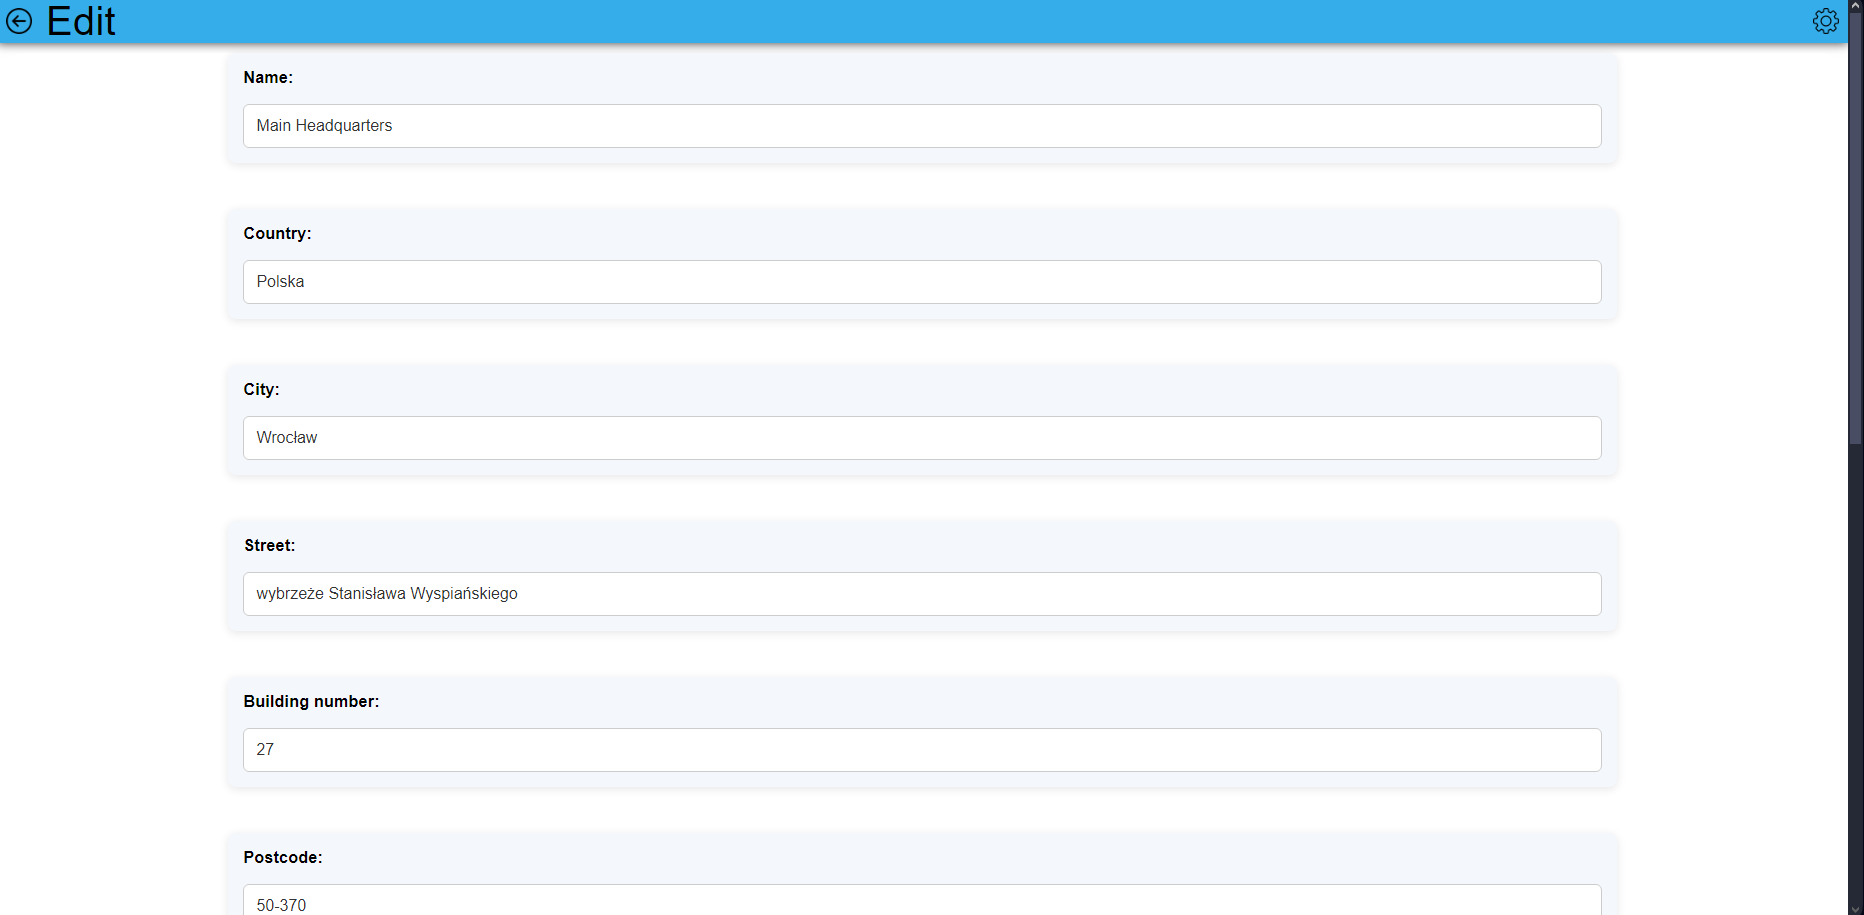 Edit
Name:
Main Headquarters
Country:
Polska
City:
Wrocław
Street:
wybrzeże Stanisława Wyspiańskiego
Building number:
27
Postcode:
50-370